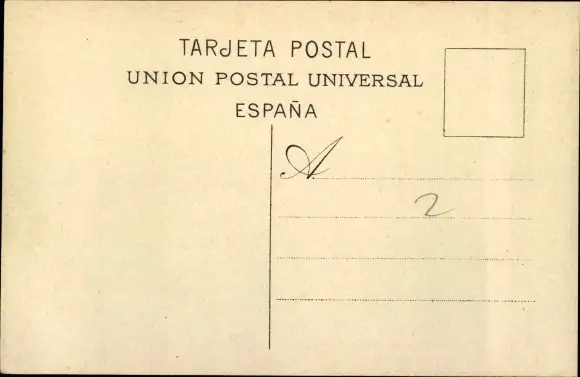 TARJETA POSTAL
UNION POSTAL UNIVERSAL
ESPAÑA
A
2